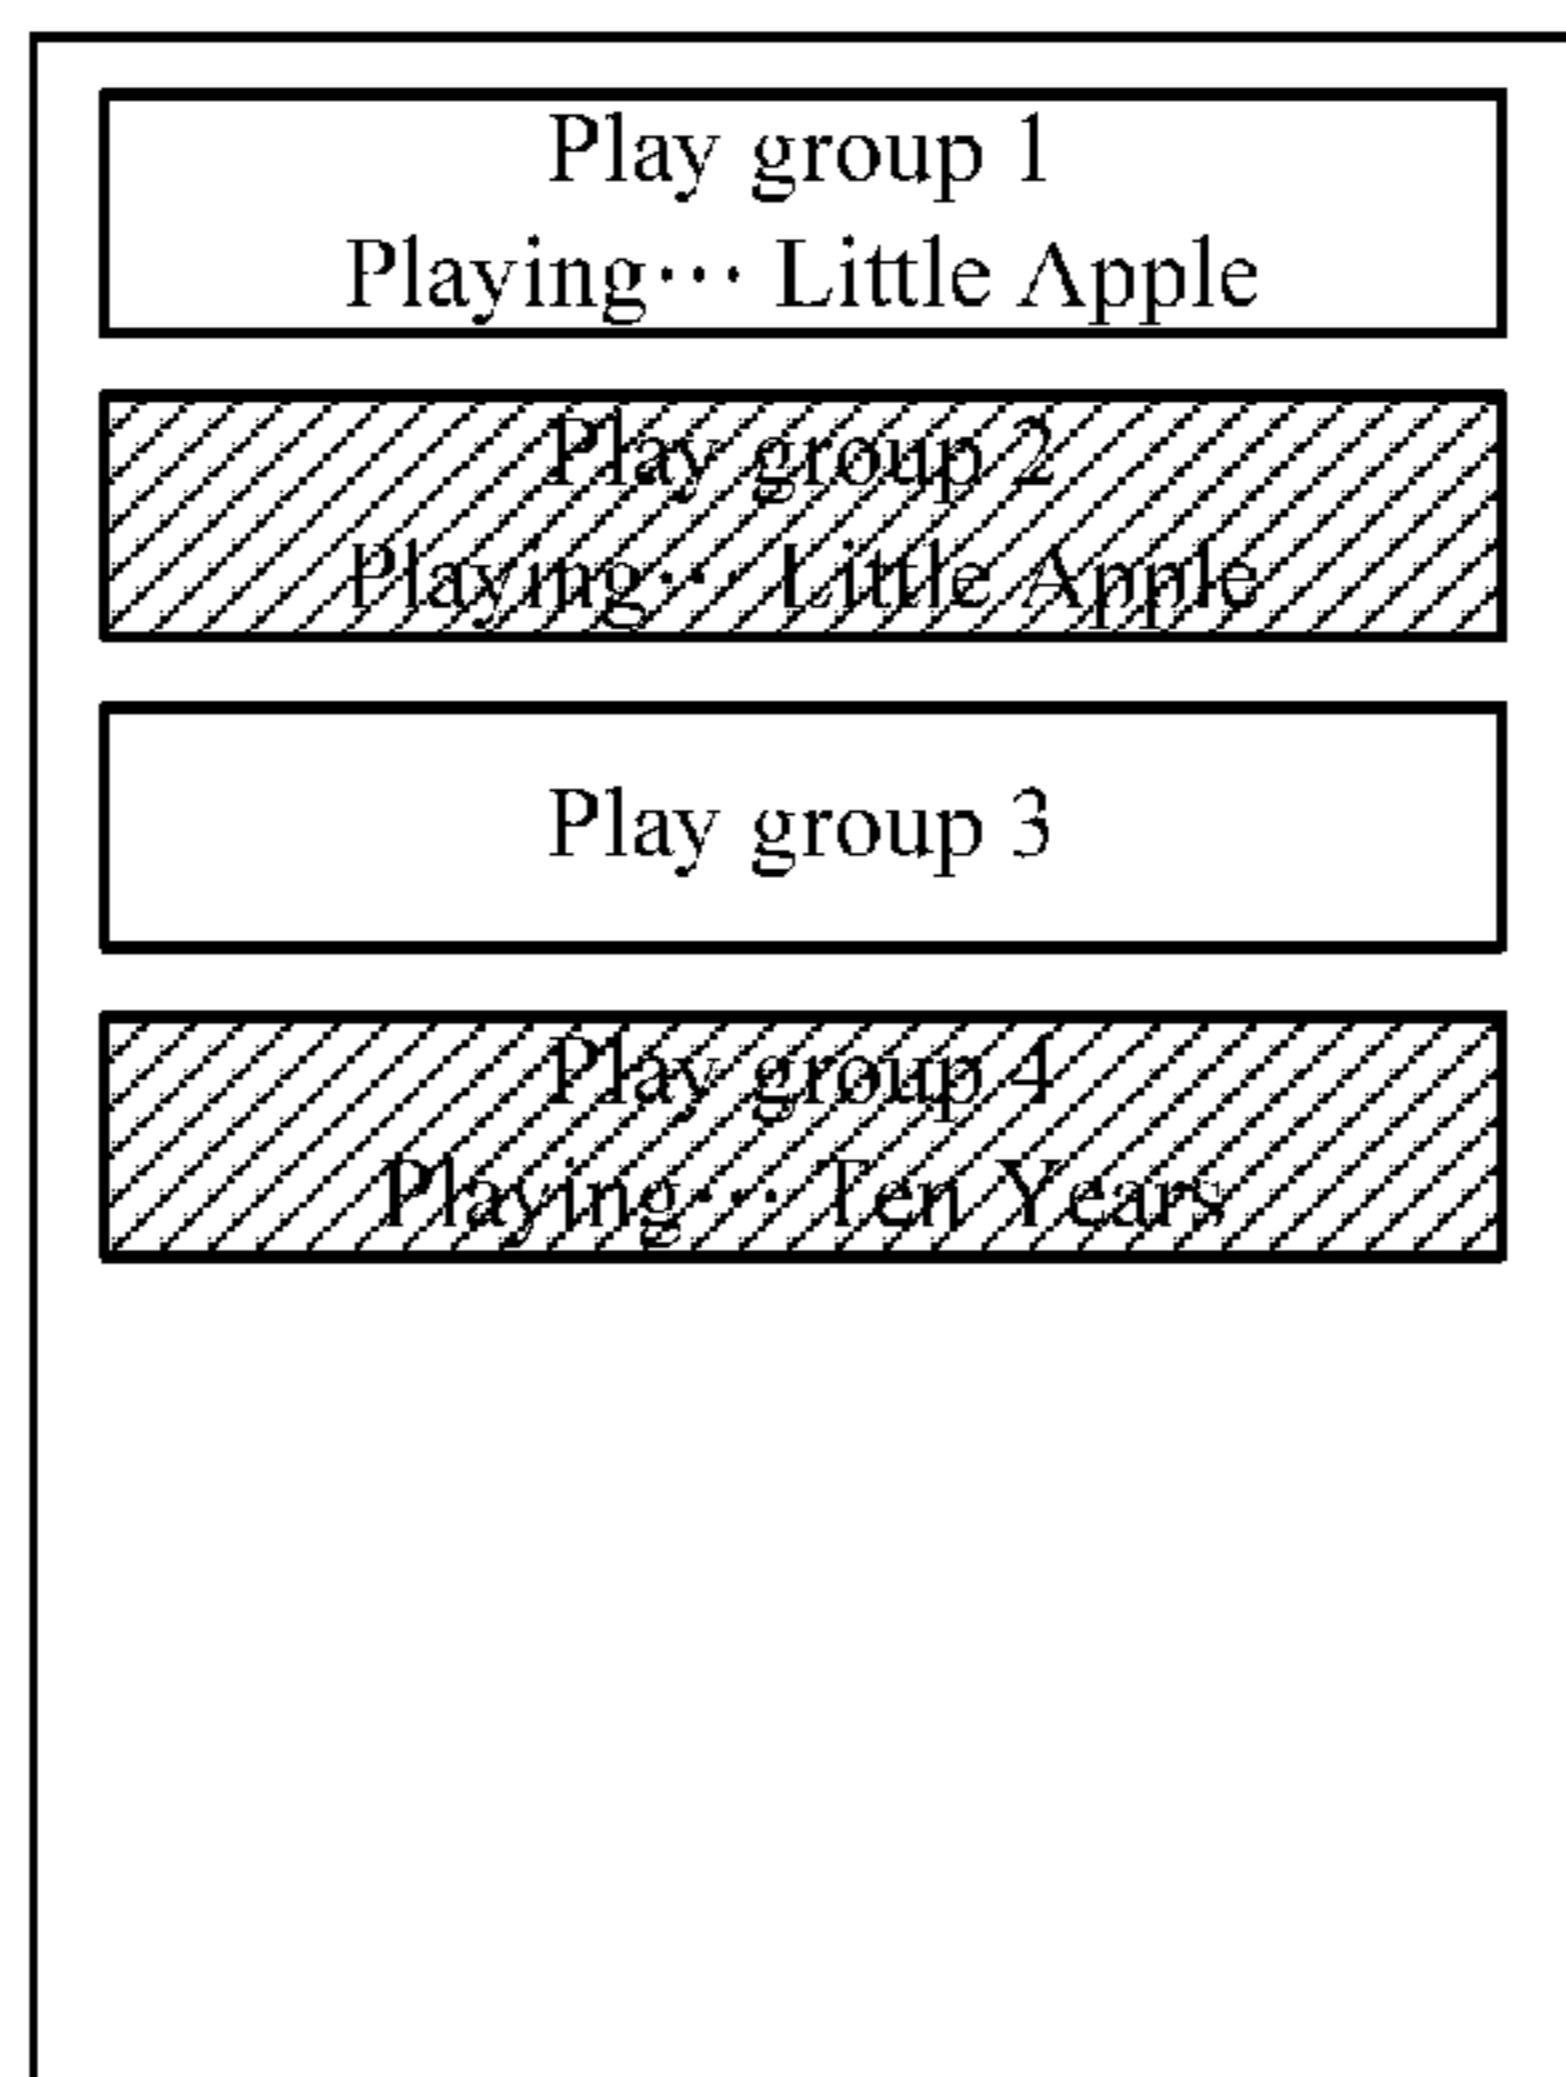 Play group 1
Playing··· Little Apple
Play group 2
Playing··· Little Apple
Play group 3
Play group 4
Playing··· Ten Years